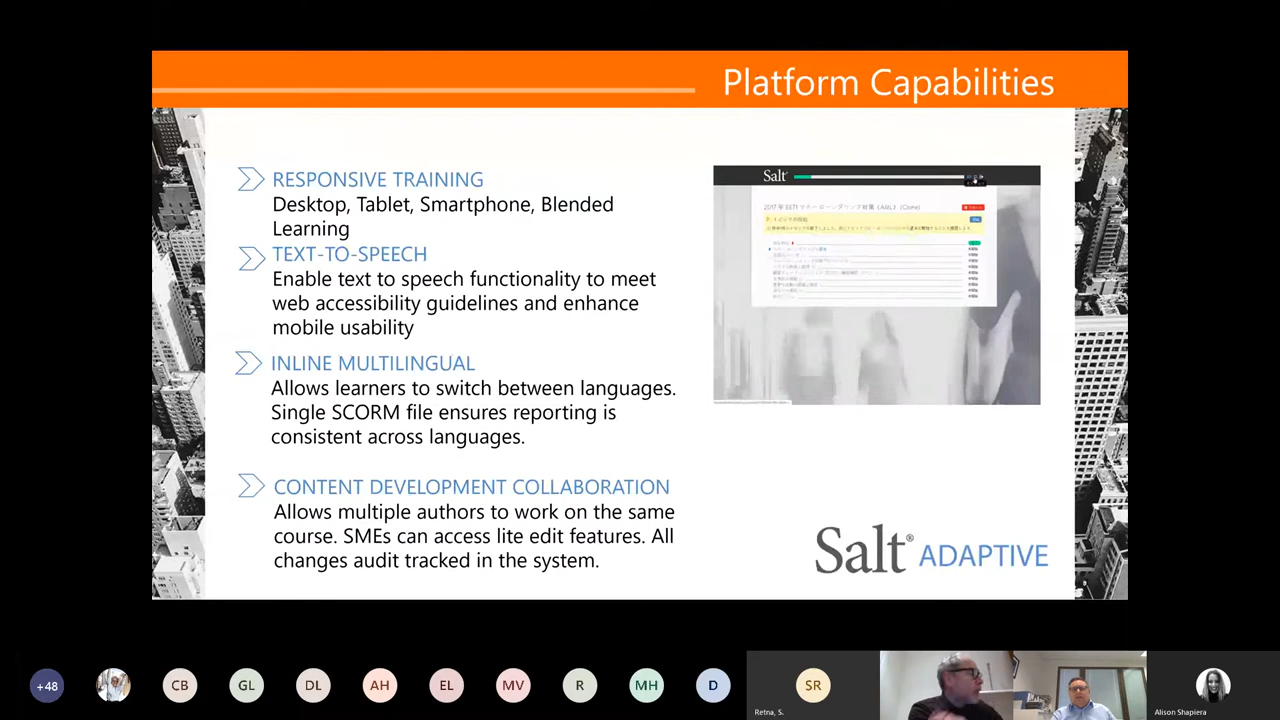 Platform Capabilities
RESPONSIVE TRAINING
Desktop, Tablet, Smartphone, Blended
Learning
TEXT-TO-SPEECH
Enable text to speech functionality to meet
web accessibility guidelines and enhance
mobile usability
INLINE MULTILINGUAL
Allows learners to switch between languages.
Single SCORM file ensures reporting is
consistent across languages.
CONTENT DEVELOPMENT COLLABORATION
Allows multiple authors to work on the same
course. SMEs can access lite edit features. All
changes audit tracked in the system.
Salt
Salt® ADAPTIVE
+48
CB
GL
DL
AH
EL
MV
R
MH
D
SR
Retna, S.
Alison Shapiera